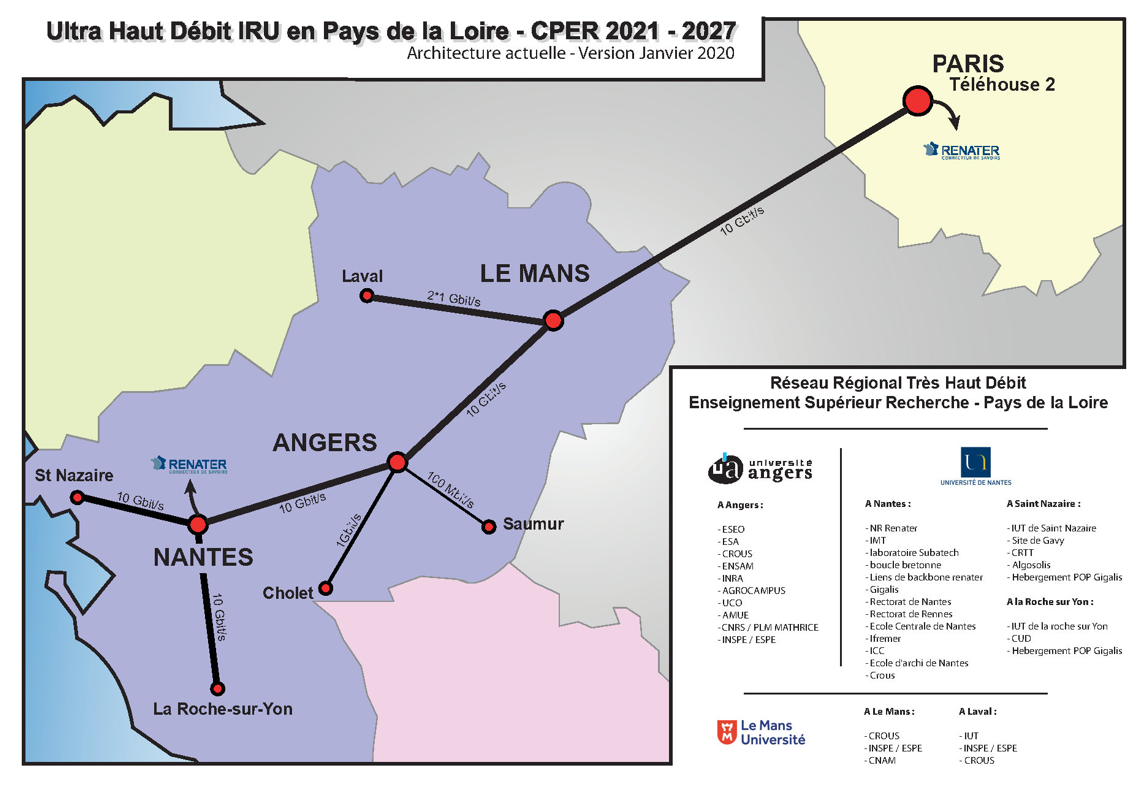 Ultra Haut Débit IRU en Pays de la Loire - CPER 2021 - 2027
Architecture actuelle - Version Janvier 2020
PARIS
Téléhouse 2
RENATER
CONNECTEUR DE SAVOIRS
10 Gbit/s
LE MANS
Laval
2*1 Gbit/s
10 Gbit/s
ANGERS
St Nazaire
RENATER
CONNECTEUR DE SAVOIRS
10 Gbit/s
10 Gbit/s
100 Mbi/s
1Gbit/s
Saumur
NANTES
Cholet
10 Gbit/s
La Roche-sur-Yon
Réseau Régional Très Haut Débit
Enseignement Supérieur Recherche - Pays de la Loire
ua université
angers
A Angers :
- ESEO
- ESA
- CROUS
- ENSAM
- INRA
- AGROCAMPUS
- UCO
- AMUE
- CNRS / PLM MATHRICE
- INSPE / ESPE
UNIVERSITÉ DE NANTES
A Nantes :
- NR Renater
- IMT
- laboratoire Subatech
- boucle bretonne
- Liens de backbone renater
- Gigalis
- Rectorat de Nantes
- Rectorat de Rennes
- Ecole Centrale de Nantes
- Ifremer
- ICC
- Ecole d'archi de Nantes
- Crous
A Saint Nazaire :
- IUT de Saint Nazaire
- Site de Gavy
- CRTT
- Algosolis
- Hebergement POP Gigalis
A la Roche sur Yon :
- IUT de la roche sur Yon
- CUD
- Hebergement POP Gigalis
Le Mans
Université
A Le Mans :
- CROUS
- INSPE / ESPE
- CNAM
A Laval :
- IUT
- INSPE / ESPE
- CROUS